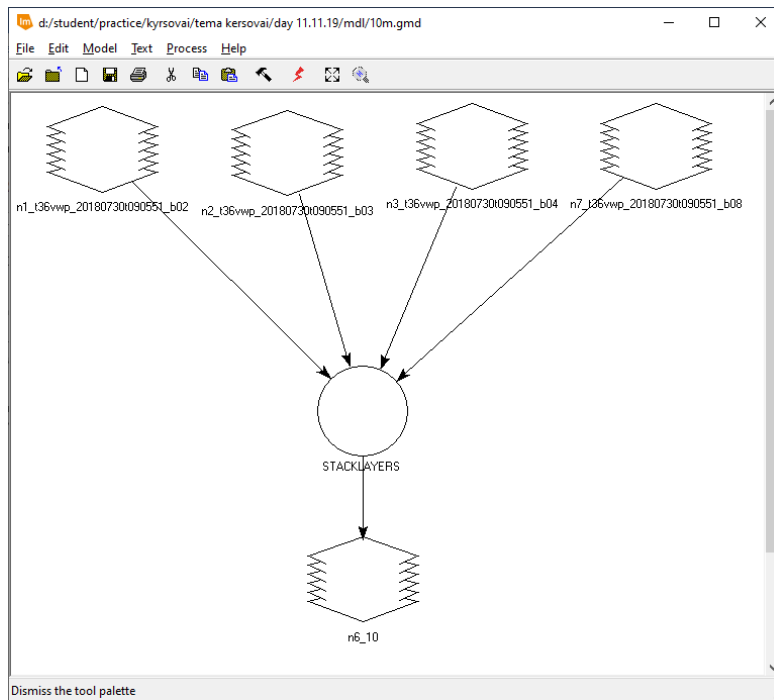 d:/student/practice/kyrsovai/tema kersovai/day 11.11.19/mdl/10m.gmd
File Edit Model Text Process Help
n1_t36vwp_20180730t090551_b02
n2_t36vwp_20180730t090551_b03
n3_t36vwp_20180730t090551_b04
n7_t36vwp_20180730t090551_b08
STACKLAYERS
n6_10
Dismiss the tool palette